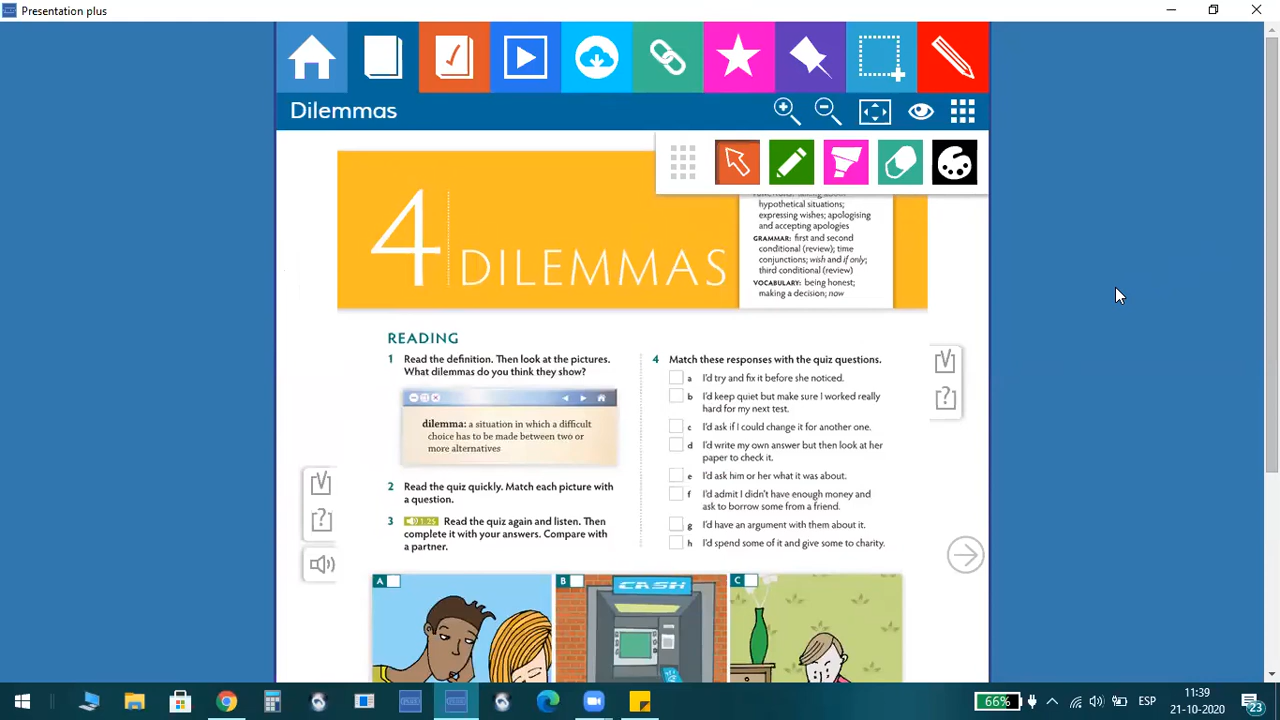 Presentation plus
Dilemmas
4 DILEMMAS
hypothetical situations;
expressing wishes; apologising
and accepting apologies
GRAMMAR: first and second
conditional (review); time
conjunctions; wish and if only;
third conditional (review)
VOCABULARY: being honest;
making a decision; now
READING
1 Read the definition. Then look at the pictures.
What dilemmas do you think they show?
dilemma: a situation in which a difficult
choice has to be made between two or
more alternatives
2 Read the quiz quickly. Match each picture with
a question.
3 1.25 Read the quiz again and listen. Then
complete it with your answers. Compare with
a partner.
4 Match these responses with the quiz questions.
a I'd try and fix it before she noticed.
b I'd keep quiet but make sure I worked really
hard for my next test.
c I'd ask if I could change it for another one.
d I'd write my own answer but then look at her
paper to check it.
e I'd ask him or her what it was about.
f I'd admit I didn't have enough money and
ask to borrow some from a friend.
g I'd have an argument with them about it.
h I'd spend some of it and give some to charity.
A
B
CASH
C
66%
ESP
11:39
21-10-2020
23